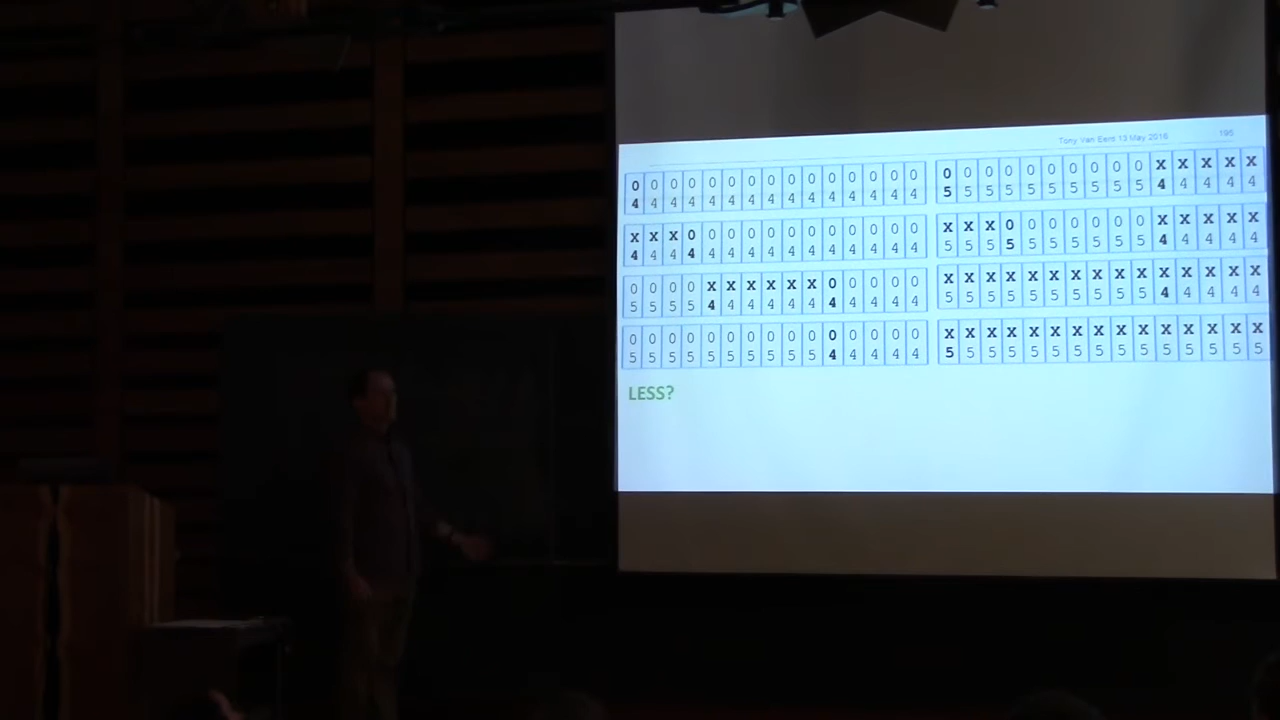 Tony Van Eerd 13 May 2016 195
0 0 0 0 0 0 0 0 0 0 0 0 0 0 0
4 4 4 4 4 4 4 4 4 4 4 4 4 4 4
X X X 0 0 0 0 0 0 0 0 0 0 0 0
4 4 4 4 4 4 4 4 4 4 4 4 4 4 4
0 0 0 0 X X X X X X 0 0 0 0 0
5 5 5 5 4 4 4 4 4 4 4 4 4 4 4
0 0 0 0 0 0 0 0 0 0 0 0 0 0 0
5 5 5 5 5 5 5 5 5 5 4 4 4 4 4
0 0 0 0 0 0 0 0 0 0 X X X X X
5 5 5 5 5 5 5 5 5 5 4 4 4 4 4
X X X 0 0 0 0 0 0 0 X X X X X
5 5 5 5 5 5 5 5 5 5 4 4 4 4 4
X X X X X X X X X X X X X X X
5 5 5 5 5 5 5 5 5 5 4 4 4 4 4
X X X X X X X X X X X X X X X
5 5 5 5 5 5 5 5 5 5 5 5 5 5 5
LESS?